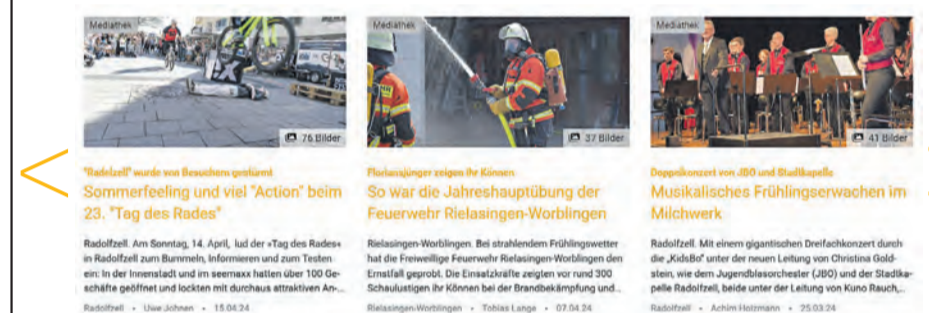 Mediathek
76 Bilder
"Radelzell" wurde von Besuchern gestürmt
Sommerfeeling und viel "Action" beim
23. "Tag des Rades"
Radolfzell. Am Sonntag, 14. April, lud der »Tag des Rades«
in Radolfzell zum Bummeln, Informieren und zum Testen
ein: In der Innenstadt und im seemaxx hatten über 100 Ge-
schäfte geöffnet und lockten mit durchaus attraktiven An-...
Radolfzell • Uwe Johnen • 15.04.24
Mediathek
37 Bilder
Floriansjünger zeigen ihr Können
So war die Jahreshauptübung der
Feuerwehr Rielasingen-Worblingen
Rielasingen-Worblingen. Bei strahlendem Frühlingswetter
hat die Freiwillige Feuerwehr Rielasingen-Worblingen den
Ernstfall geprobt. Die Einsatzkräfte zeigten vor rund 300
Schaulustigen ihr Können bei der Brandbekämpfung und...
Rielasingen-Worblingen • Tobias Lange • 07.04.24
Mediathek
41 Bilder
Doppelkonzert von JBO und Stadtkapelle
Musikalisches Frühlingserwachen im
Milchwerk
Radolfzell. Mit einem gigantischen Dreifachkonzert durch
die „KidsBo" unter der neuen Leitung von Christina Gold-
stein, wie dem Jugendblasorchester (JBO) und der Stadtka-
pelle Radolfzell, beide unter der Leitung von Kuno Rauch,...
Radolfzell • Achim Holzmann • 25.03.24